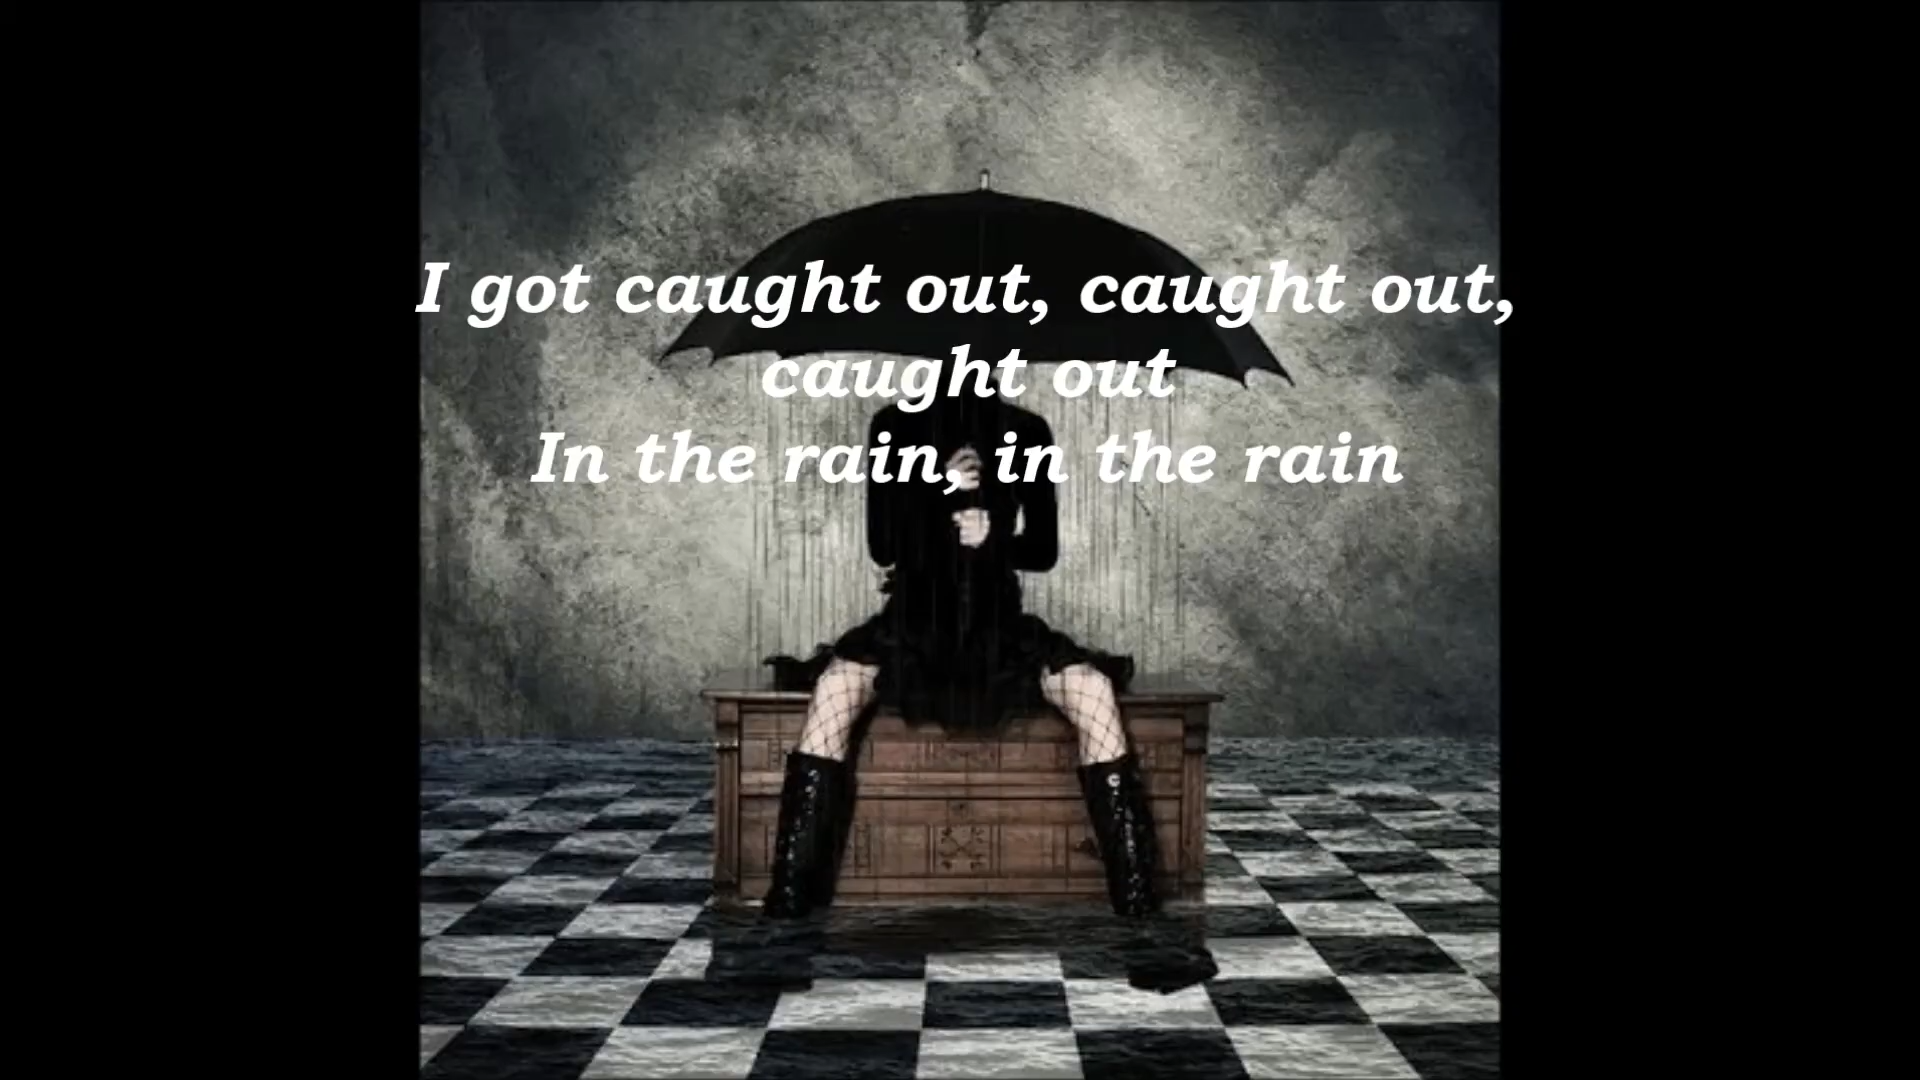 I got caught out, caught out,
caught out
In the rain, in the rain